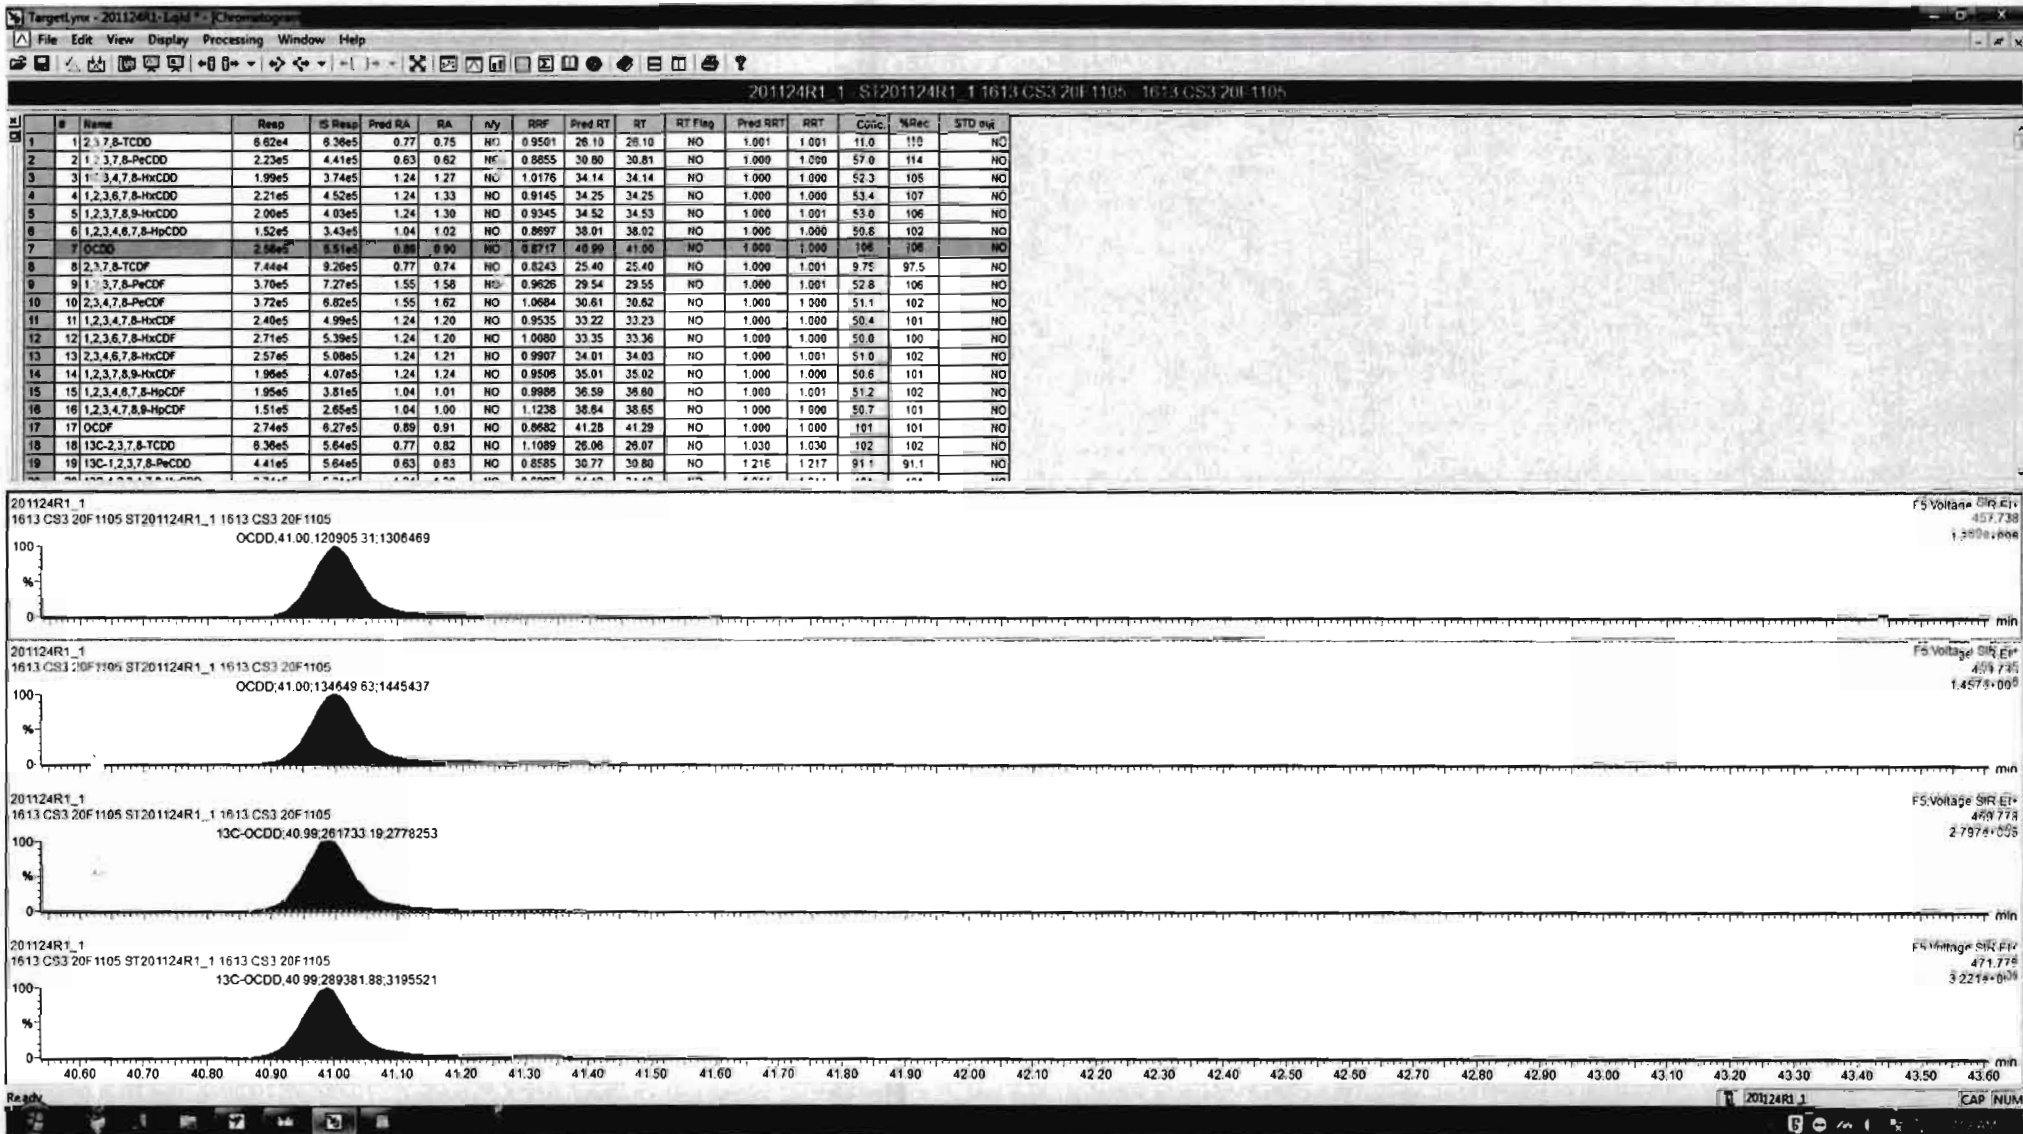 TargetLynx - 201124R1-1.qld * - [Chromatogram]
File Edit View Display Processing Window Help
201124R1_1 - ST201124R1_1 1613 CS3 20F1105 1613 CS3 20F1105
# Name Resp IS Resp Pred RA RA n/y RRF Pred RT RT RT Flag Pred RRT RRT Conc. %Rec STD out
1 1 2,3,7,8-TCDD 6.62e4 6.36e5 0.77 0.75 NO 0.9501 26.10 26.10 NO 1.001 1.001 11.0 110 NO
2 2 1,2,3,7,8-PeCDD 2.23e5 4.41e5 0.63 0.62 NO 0.8855 30.80 30.81 NO 1.000 1.000 57.0 114 NO
3 3 1,2,3,4,7,8-HxCDD 1.99e5 3.74e5 1.24 1.27 NO 1.0176 34.14 34.14 NO 1.000 1.000 52.3 105 NO
4 4 1,2,3,6,7,8-HxCDD 2.21e5 4.52e5 1.24 1.33 NO 0.9145 34.25 34.25 NO 1.000 1.000 53.4 107 NO
5 5 1,2,3,7,8,9-HxCDD 2.00e5 4.03e5 1.24 1.30 NO 0.9345 34.52 34.53 NO 1.000 1.001 53.0 106 NO
6 6 1,2,3,4,6,7,8-HpCDD 1.52e5 3.43e5 1.04 1.02 NO 0.8697 38.01 38.02 NO 1.000 1.000 50.8 102 NO
7 7 OCDD 2.56e5 5.51e5 0.89 0.90 NO 0.8717 40.99 41.00 NO 1.000 1.000 106 106 NO
8 8 2,3,7,8-TCDF 7.44e4 9.26e5 0.77 0.74 NO 0.8243 25.40 25.40 NO 1.000 1.001 9.75 97.5 NO
9 9 1,2,3,7,8-PeCDF 3.70e5 7.27e5 1.55 1.58 NO 0.9626 29.54 29.55 NO 1.000 1.001 52.8 106 NO
10 10 2,3,4,7,8-PeCDF 3.72e5 6.82e5 1.55 1.62 NO 1.0684 30.61 30.62 NO 1.000 1.000 51.1 102 NO
11 11 1,2,3,4,7,8-HxCDF 2.40e5 4.99e5 1.24 1.20 NO 0.9535 33.22 33.23 NO 1.000 1.000 50.4 101 NO
12 12 1,2,3,6,7,8-HxCDF 2.71e5 5.39e5 1.24 1.20 NO 1.0080 33.35 33.36 NO 1.000 1.000 50.0 100 NO
13 13 2,3,4,6,7,8-HxCDF 2.57e5 5.08e5 1.24 1.21 NO 0.9907 34.01 34.03 NO 1.000 1.001 51.0 102 NO
14 14 1,2,3,7,8,9-HxCDF 1.96e5 4.07e5 1.24 1.24 NO 0.9506 35.01 35.02 NO 1.000 1.000 50.6 101 NO
15 15 1,2,3,4,6,7,8-HpCDF 1.95e5 3.81e5 1.04 1.01 NO 0.9986 36.59 36.60 NO 1.000 1.001 51.2 102 NO
16 16 1,2,3,4,7,8,9-HpCDF 1.51e5 2.65e5 1.04 1.00 NO 1.1238 38.64 38.65 NO 1.000 1.000 50.7 101 NO
17 17 OCDF 2.74e5 6.27e5 0.89 0.91 NO 0.8682 41.28 41.29 NO 1.000 1.000 101 101 NO
18 18 13C-2,3,7,8-TCDD 6.36e5 5.64e5 0.77 0.82 NO 1.1089 26.06 26.07 NO 1.030 1.030 102 102 NO
19 19 13C-1,2,3,7,8-PeCDD 4.41e5 5.64e5 0.63 0.63 NO 0.8585 30.77 30.80 NO 1.216 1.217 91.1 91.1 NO
201124R1_1
1613 CS3 20F1105 ST201124R1_1 1613 CS3 20F1105
F5:Voltage SIR,EI+
457.738
OCDD;41.00;120905.31;1306469
100
%
0
min
201124R1_1
1613 CS3 20F1105 ST201124R1_1 1613 CS3 20F1105
F5:Voltage SIR,EI+
459.735
OCDD;41.00;134649.63;1445437
100
%
0
min
201124R1_1
1613 CS3 20F1105 ST201124R1_1 1613 CS3 20F1105
F5:Voltage SIR,EI+
469.778
13C-OCDD;40.99;261733.19;2778253
100
%
0
min
201124R1_1
1613 CS3 20F1105 ST201124R1_1 1613 CS3 20F1105
F5:Voltage SIR,EI+
471.775
13C-OCDD;40.99;289381.88;3195521
100
%
0
min
40.60 40.70 40.80 40.90 41.00 41.10 41.20 41.30 41.40 41.50 41.60 41.70 41.80 41.90 42.00 42.10 42.20 42.30 42.40 42.50 42.60 42.70 42.80 42.90 43.00 43.10 43.20 43.30 43.40 43.50 43.60
Ready
201124R1_1 CAP NUM